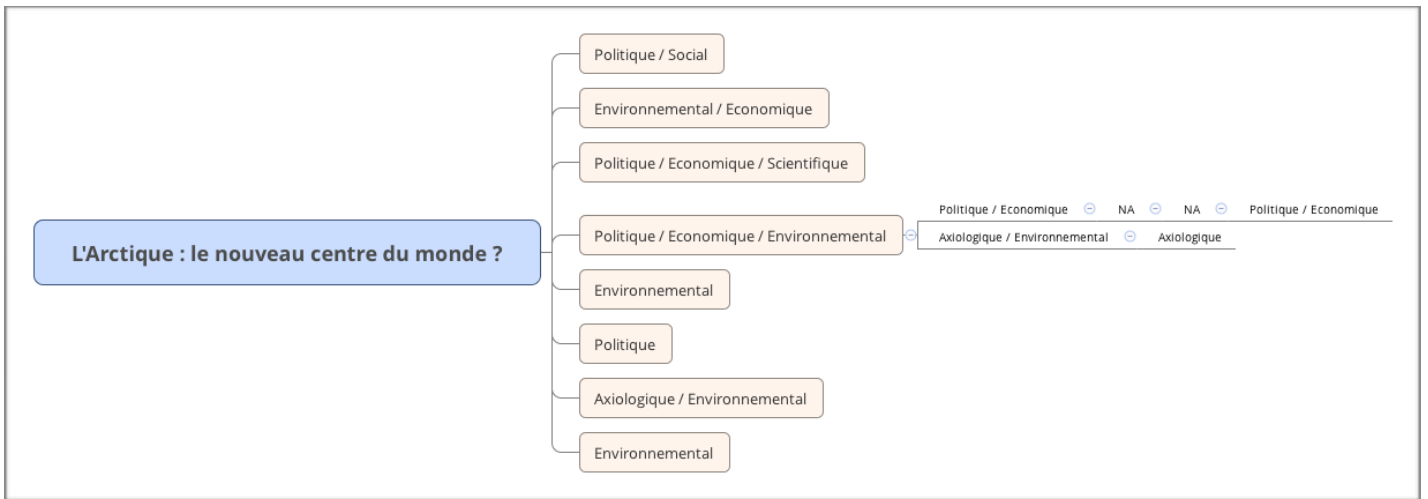 Politique / Social
Environnemental / Economique
Politique / Economique / Scientifique
L'Arctique : le nouveau centre du monde ?
Politique / Economique / Environnemental
Politique / Economique NA NA Politique / Economique
Axiologique / Environnemental Axiologique
Environnemental
Politique
Axiologique / Environnemental
Environnemental